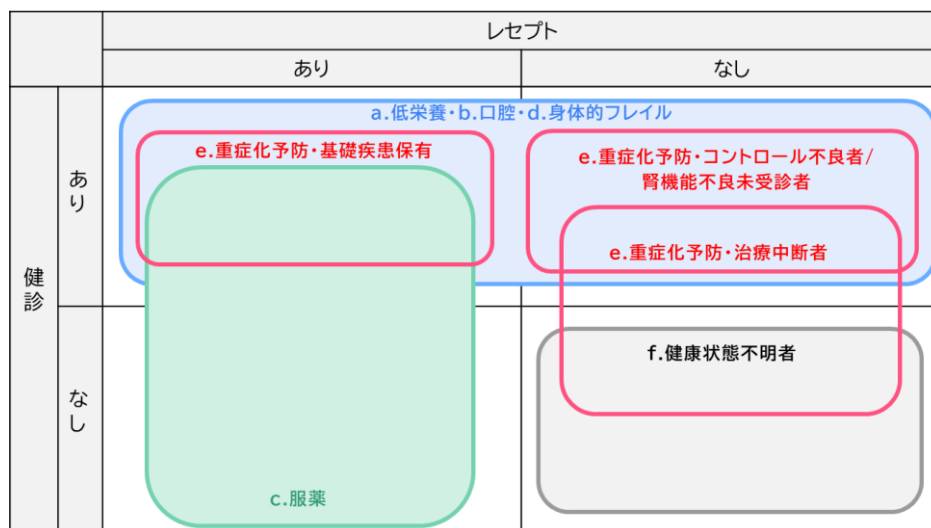 レセプト
あり
なし
健診
あり
なし
a.低栄養・b.口腔・d.身体的フレイル
e.重症化予防・基礎疾患保有
e.重症化予防・コントロール不良者/
腎機能不良未受診者
e.重症化予防・治療中断者
f.健康状態不明者
c.服薬